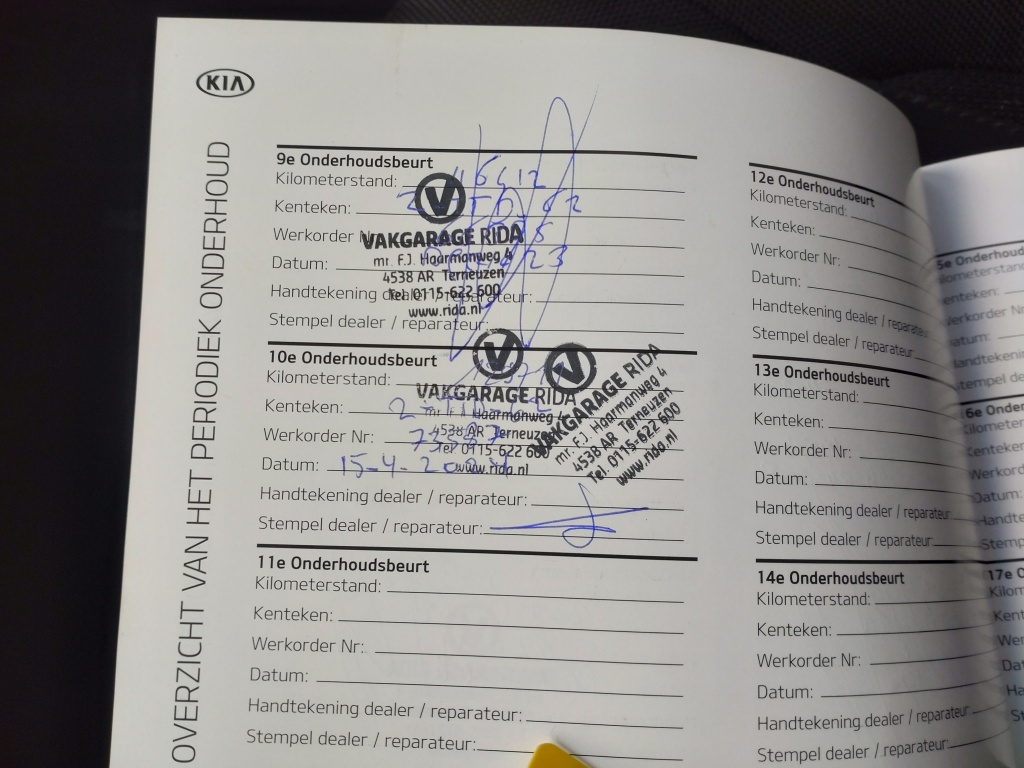 KIA
OVERZICHT VAN HET PERIODIEK ONDERHOUD
9e Onderhoudsbeurt
Kilometerstand:
Kenteken:
Werkorder
Datum:
Handtekening dealer / reparateur:
Stempel dealer / reparateur:
VAKGARAGE RIDA
mr. F.J. Haarmanweg 4
4538 AR Terneuzen
Tel. 0115-622 600
www.rida.nl
10e Onderhoudsbeurt
Kilometerstand:
Kenteken:
Werkorder Nr:
Datum: 15-4-2024
Handtekening dealer / reparateur:
Stempel dealer / reparateur:
VAKGARAGE RIDA
mr. F.J. Haarmanweg
4538 AR Terneuzen
Tel. 0115-622 600
www.rida.nl
VAKGARAGE RIDA
mr. F.J. Haarmanweg 4
4538 AR Terneuzen
Tel. 0115-622 600
www.rida.nl
11e Onderhoudsbeurt
Kilometerstand:
Kenteken:
Werkorder Nr:
Datum:
Handtekening dealer / reparateur:
Stempel dealer / reparateur:
12e Onderhoudsbeurt
Kilometerstand:
Kenteken:
Werkorder Nr:
Datum:
Handtekening dealer / reparateur:
Stempel dealer / reparateur:
13e Onderhoudsbeurt
Kilometerstand:
Kenteken:
Werkorder Nr:
Datum:
Handtekening dealer / reparateur:
Stempel dealer / reparateur:
14e Onderhoudsbeurt
Kilometerstand:
Kenteken:
Werkorder Nr:
Datum:
Handtekening dealer / reparateur:
Stempel dealer / reparateur:
17e